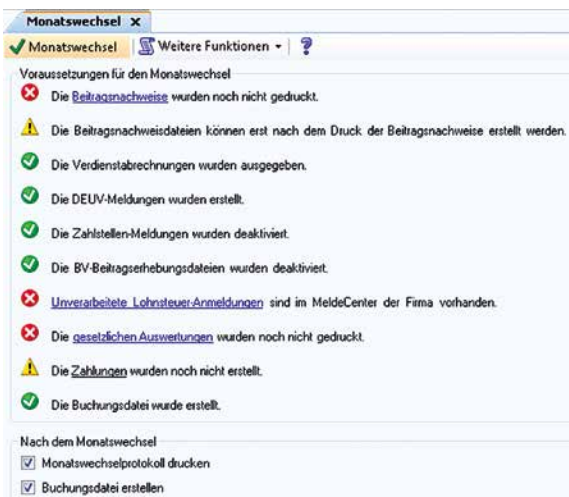 Monatswechsel x
Monatswechsel Weitere Funktionen ?
Voraussetzungen für den Monatswechsel
Die Beitragsnachweise wurden noch nicht gedruckt.
Die Beitragsnachweisdateien können erst nach dem Druck der Beitragsnachweise erstellt werden.
Die Verdienstabrechnungen wurden ausgegeben.
Die DEUV-Meldungen wurden erstellt.
Die Zahlstellen-Meldungen wurden deaktiviert.
Die BV-Beitragserhebungsdateien wurden deaktiviert.
Unverarbeitete Lohnsteuer-Anmeldungen sind im MeldeCenter der Firma vorhanden.
Die gesetzlichen Auswertungen wurden noch nicht gedruckt.
Die Zahlungen wurden noch nicht erstellt.
Die Buchungsdatei wurde erstellt.
Nach dem Monatswechsel
Monatswechselprotokoll drucken
Buchungsdatei erstellen